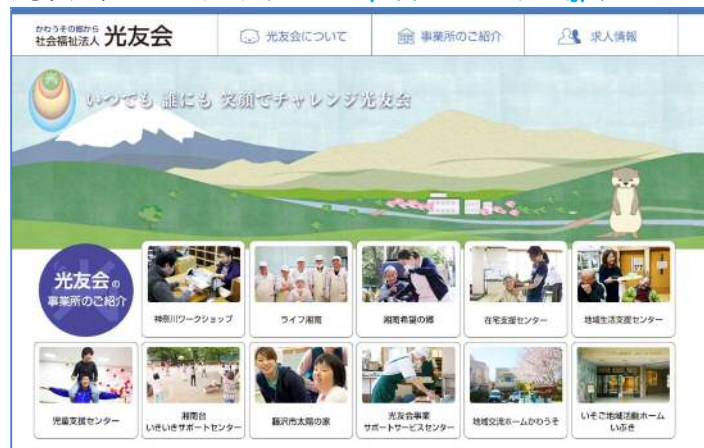 かわうその郷から
社会福祉法人 光友会
光友会について
事業所のご紹介
求人情報
いつでも 誰にも 笑顔でチャレンジ光友会
光友会の
事業所のご紹介
神奈川ワークショップ
ライフ湘南
湘南希望の郷
在宅支援センター
地域生活支援センター
児童支援センター
湘南台
いきいきサポートセンター
藤沢市太陽の家
光友会事業
サポートサービスセンター
地域交流ホームかわうそ
いそご地域活動ホーム
いぶき